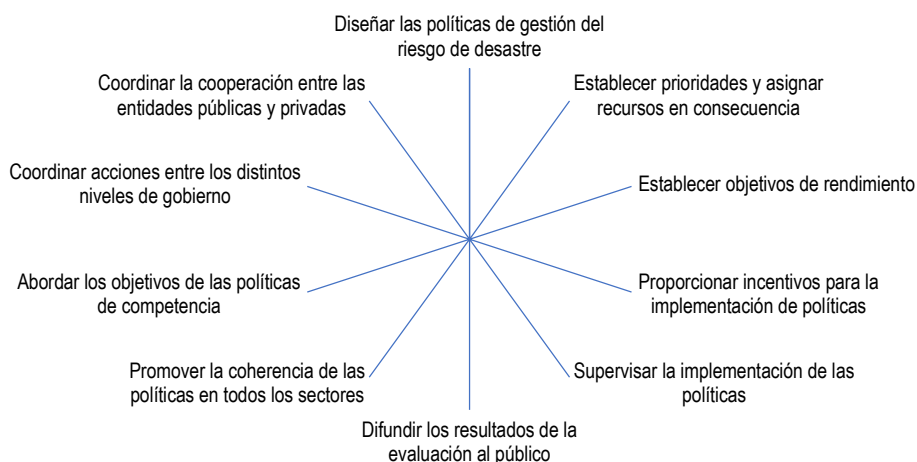 Diseñar las políticas de gestión del
riesgo de desastre
Establecer prioridades y asignar
recursos en consecuencia
Establecer objetivos de rendimiento
Proporcionar incentivos para la
implementación de políticas
Supervisar la implementación de las
políticas
Difundir los resultados de la
evaluación al público
Promover la coherencia de las
políticas en todos los sectores
Abordar los objetivos de las políticas
de competencia
Coordinar acciones entre los distintos
niveles de gobierno
Coordinar la cooperación entre las
entidades públicas y privadas